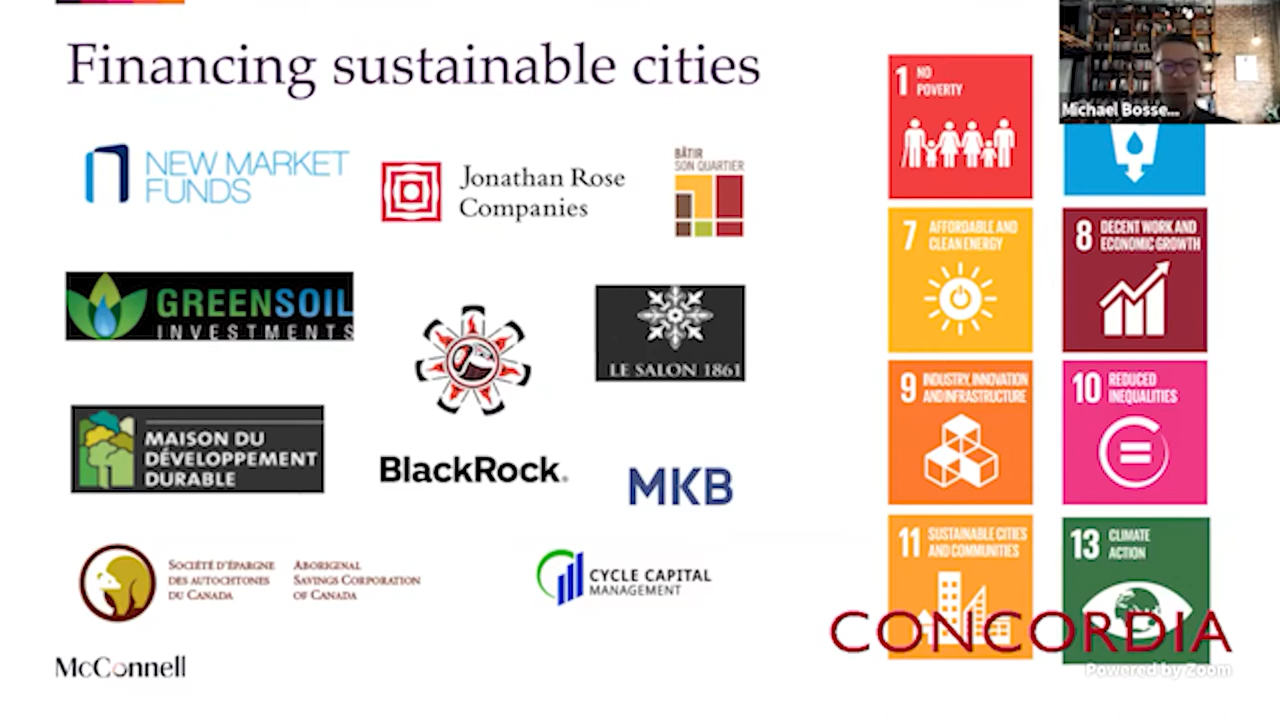 Financing sustainable cities
NEW MARKET
FUNDS
Jonathan Rose
Companies
BÂTIR
SON QUARTIER
GREENSOIL
INVESTMENTS
LE SALON 1861
MAISON DU
DÉVELOPPEMENT
DURABLE
BlackRock®
MKB
SOCIÉTÉ D'ÉPARGNE
DES AUTOCHTONES
DU CANADA
ABORIGINAL
SAVINGS CORPORATION
OF CANADA
CYCLE CAPITAL
MANAGEMENT
McConnell
1 NO
POVERTY
Michael Bosse...
7 AFFORDABLE AND
CLEAN ENERGY
8 DECENT WORK AND
ECONOMIC GROWTH
9 INDUSTRY, INNOVATION
AND INFRASTRUCTURE
10 REDUCED
INEQUALITIES
11 SUSTAINABLE CITIES
AND COMMUNITIES
13 CLIMATE
ACTION
CONCORDIA
Powered by Zoom